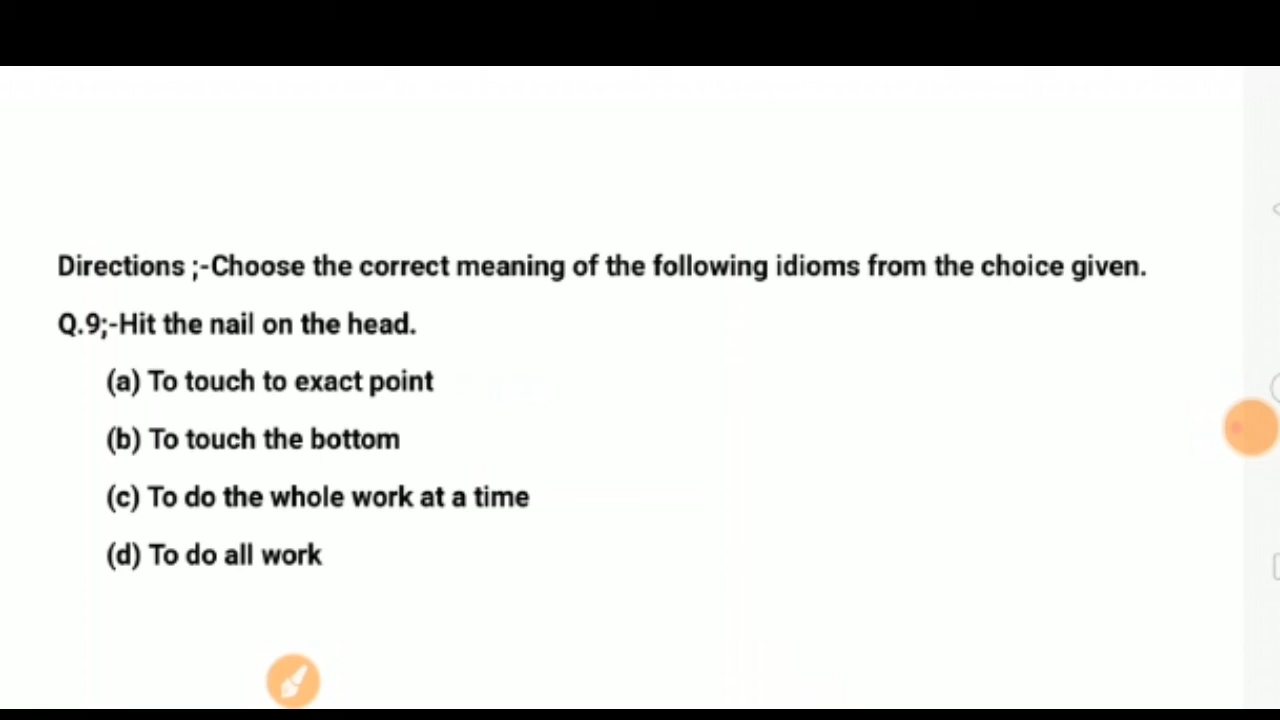 Directions ;-Choose the correct meaning of the following idioms from the choice given.
Q.9;-Hit the nail on the head.
(a) To touch to exact point
(b) To touch the bottom
(c) To do the whole work at a time
(d) To do all work